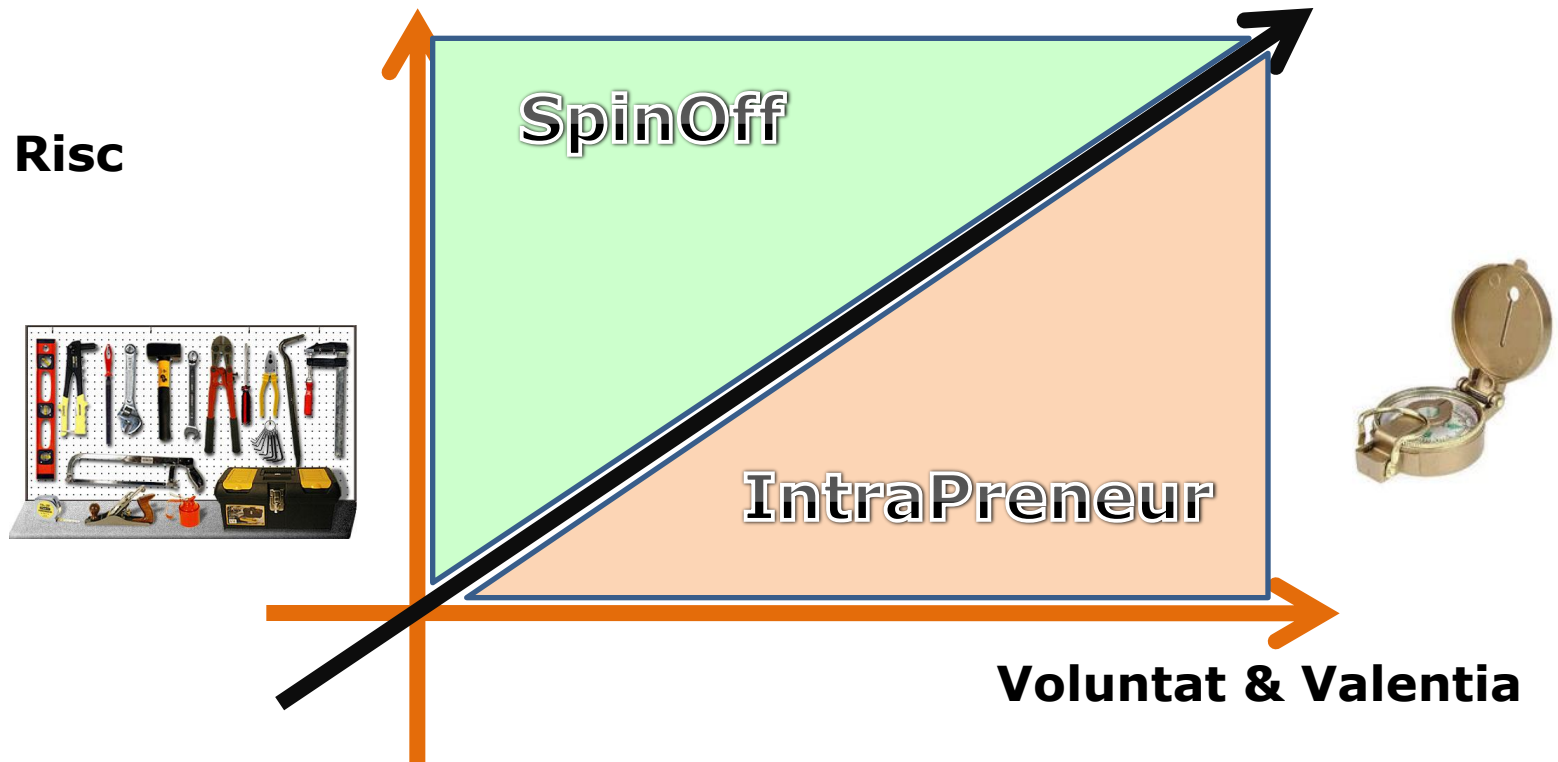 SpinOff
Risc
IntraPreneur
Voluntat & Valentia